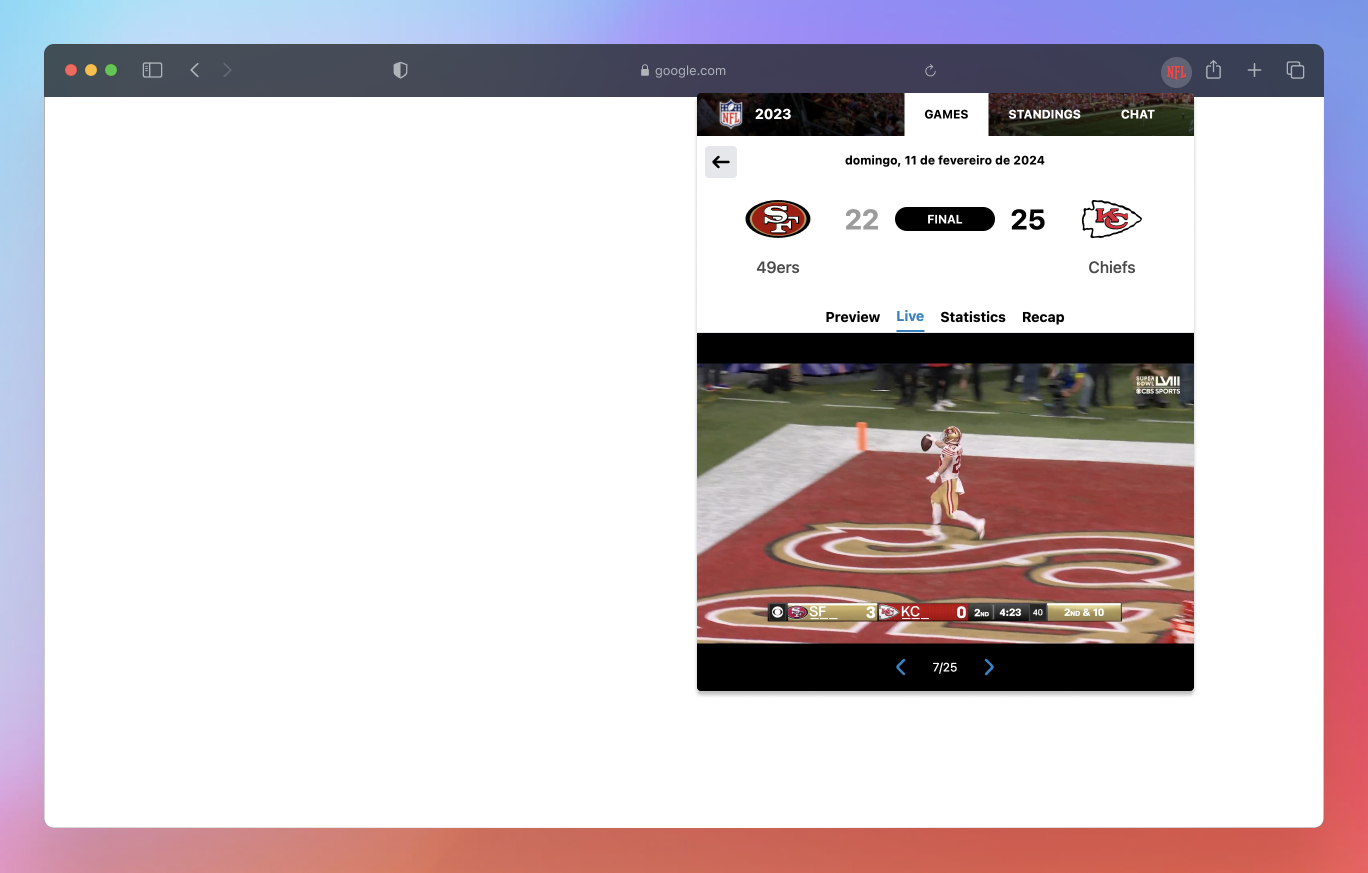 google.com
NFL
NFL 2023 GAMES STANDINGS CHAT
domingo, 11 de fevereiro de 2024
SF 22 FINAL 25 KC
49ers Chiefs
Preview Live Statistics Recap
SUPER BOWL LVIII
CBS SPORTS
SF 3 KC 0 2ND 4:23 40 2ND & 10
7/25